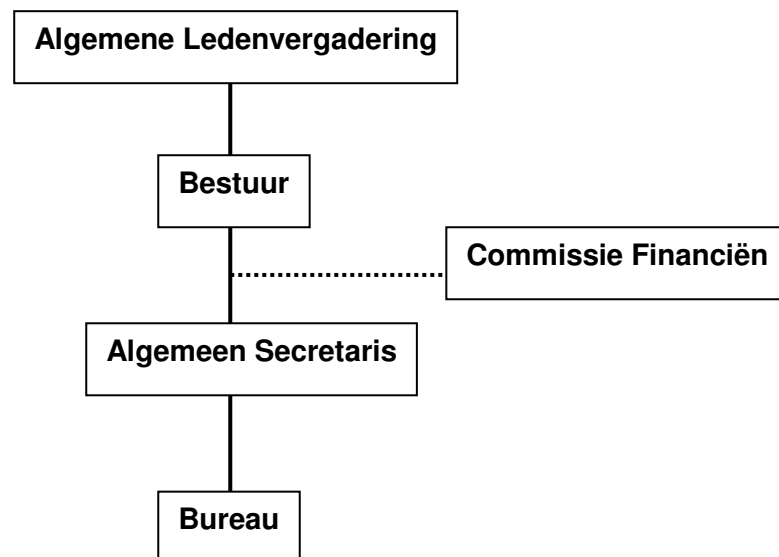 Algemene Ledenvergadering
Bestuur
Commissie Financiën
Algemeen Secretaris
Bureau